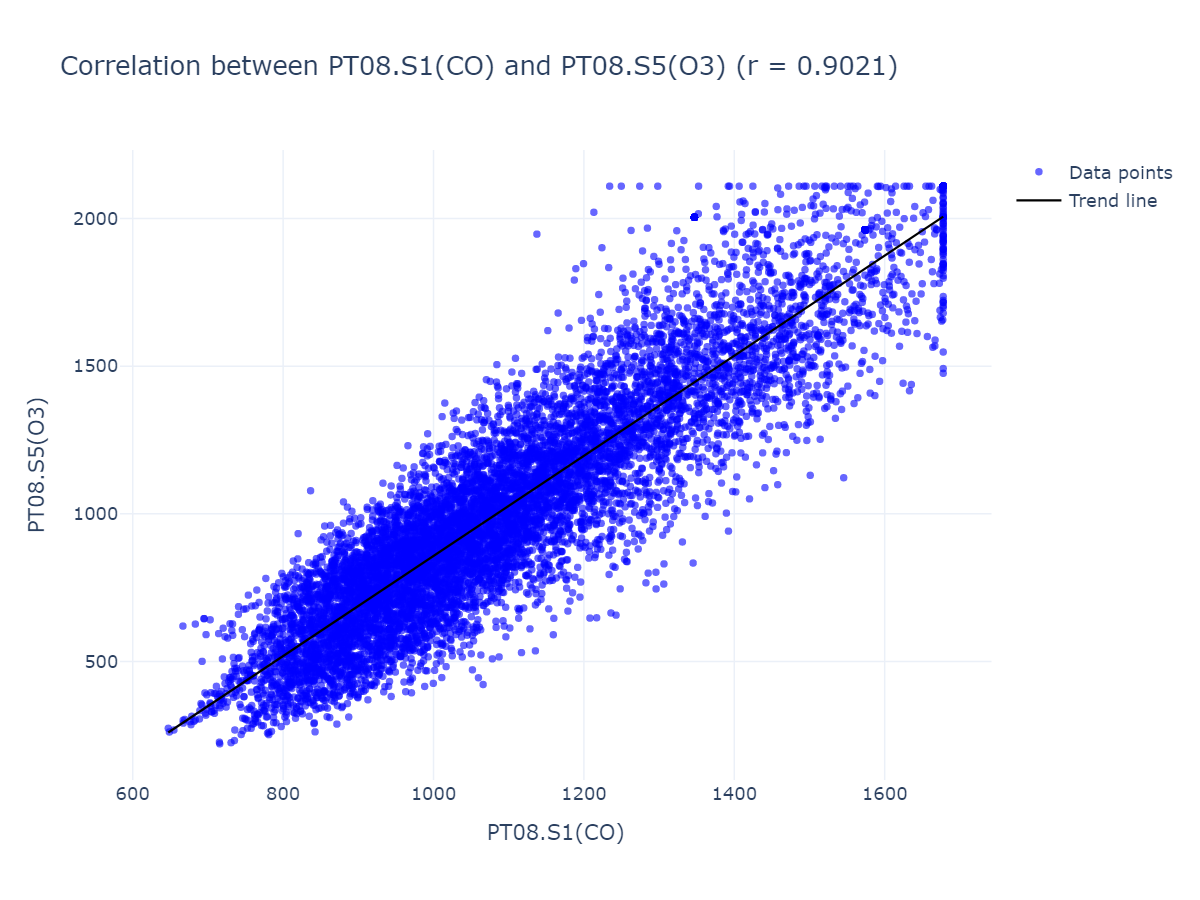 Correlation between PT08.S1(CO) and PT08.S5(O3) (r = 0.9021)
Data points
Trend line
2000
1500
1000
500
PT08.S5(O3)
600 800 1000 1200 1400 1600
PT08.S1(CO)